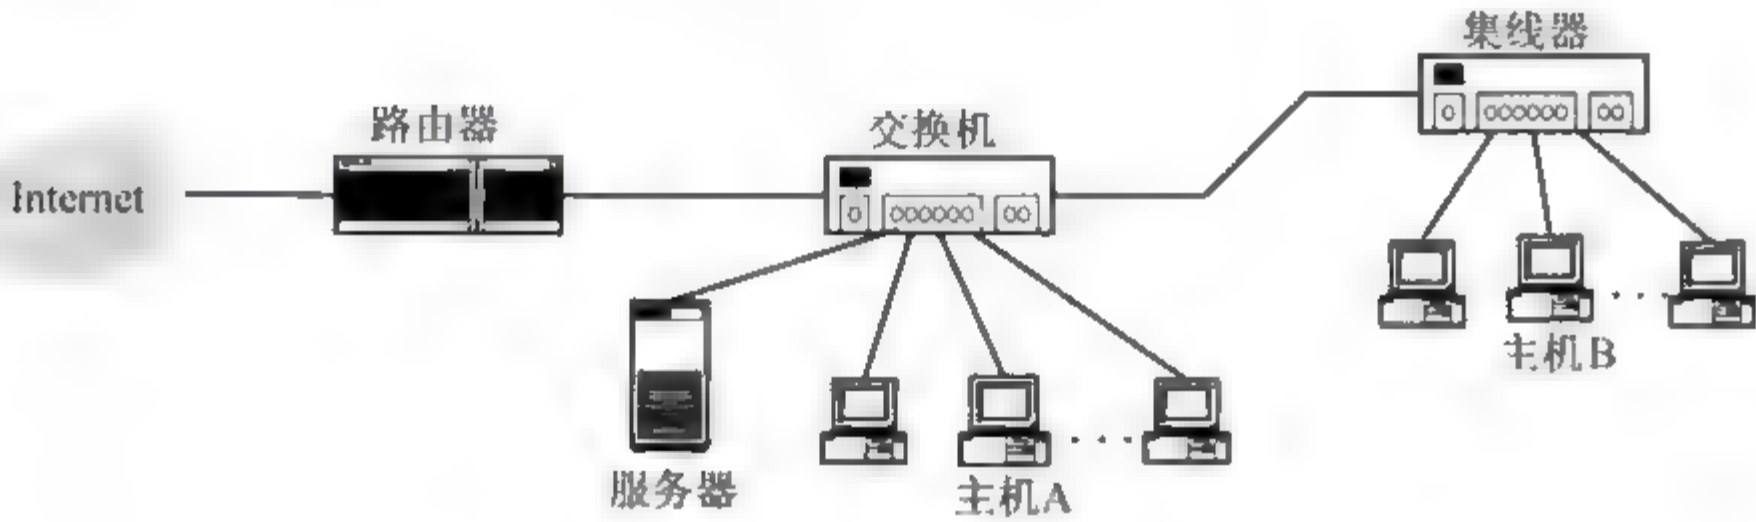 集线器
路由器
交换机
Internet
主机B
服务器
主机A